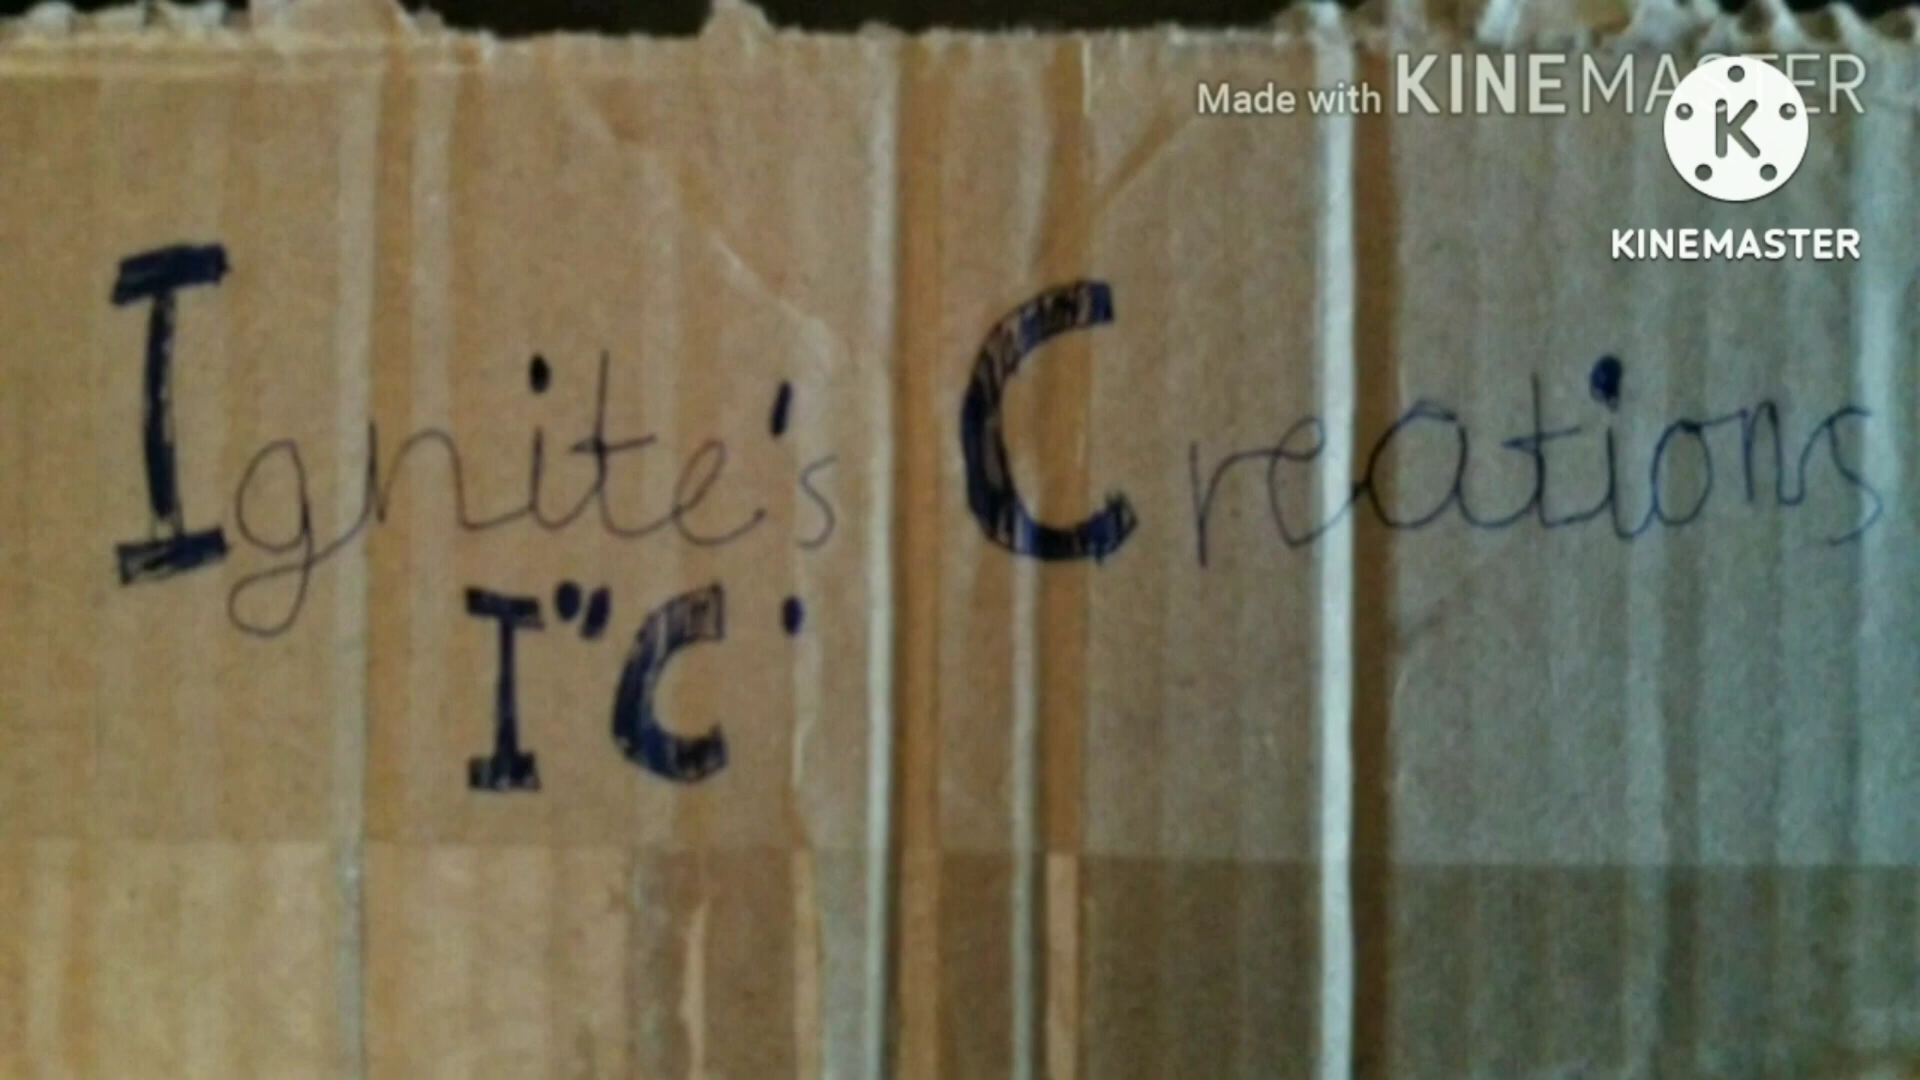 Made with KINEMASTER
K
KINEMASTER
Ignite's Creations
I"C'